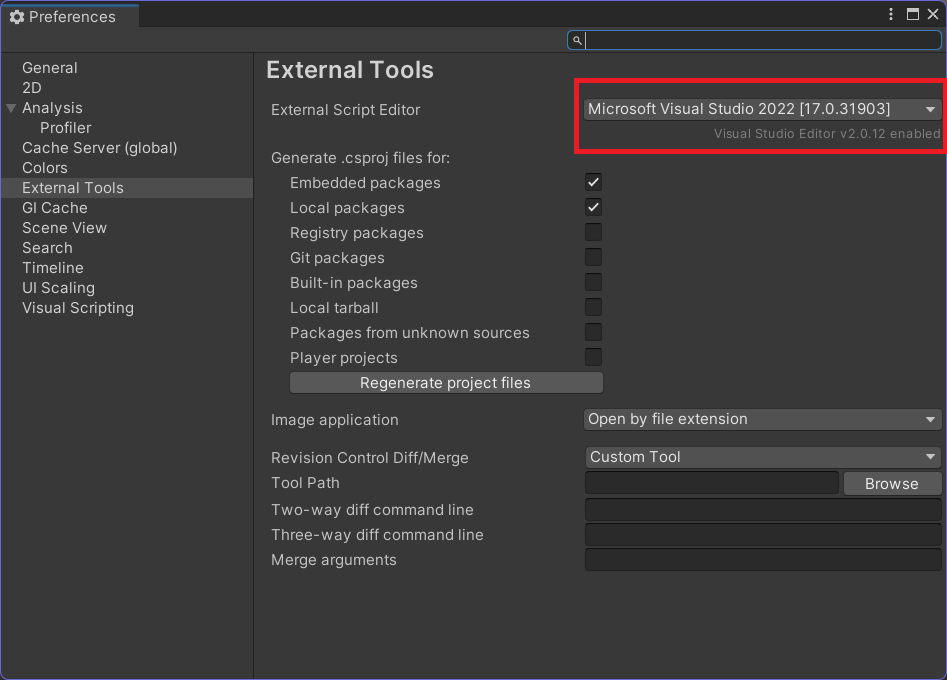 Preferences
General
2D
Analysis
Profiler
Cache Server (global)
Colors
External Tools
GI Cache
Scene View
Search
Timeline
UI Scaling
Visual Scripting
External Tools
External Script Editor
Microsoft Visual Studio 2022 [17.0.31903]
Visual Studio Editor v2.0.12 enabled
Generate .csproj files for:
Embedded packages
Local packages
Registry packages
Git packages
Built-in packages
Local tarball
Packages from unknown sources
Player projects
Regenerate project files
Image application
Open by file extension
Revision Control Diff/Merge
Custom Tool
Tool Path
Browse
Two-way diff command line
Three-way diff command line
Merge arguments